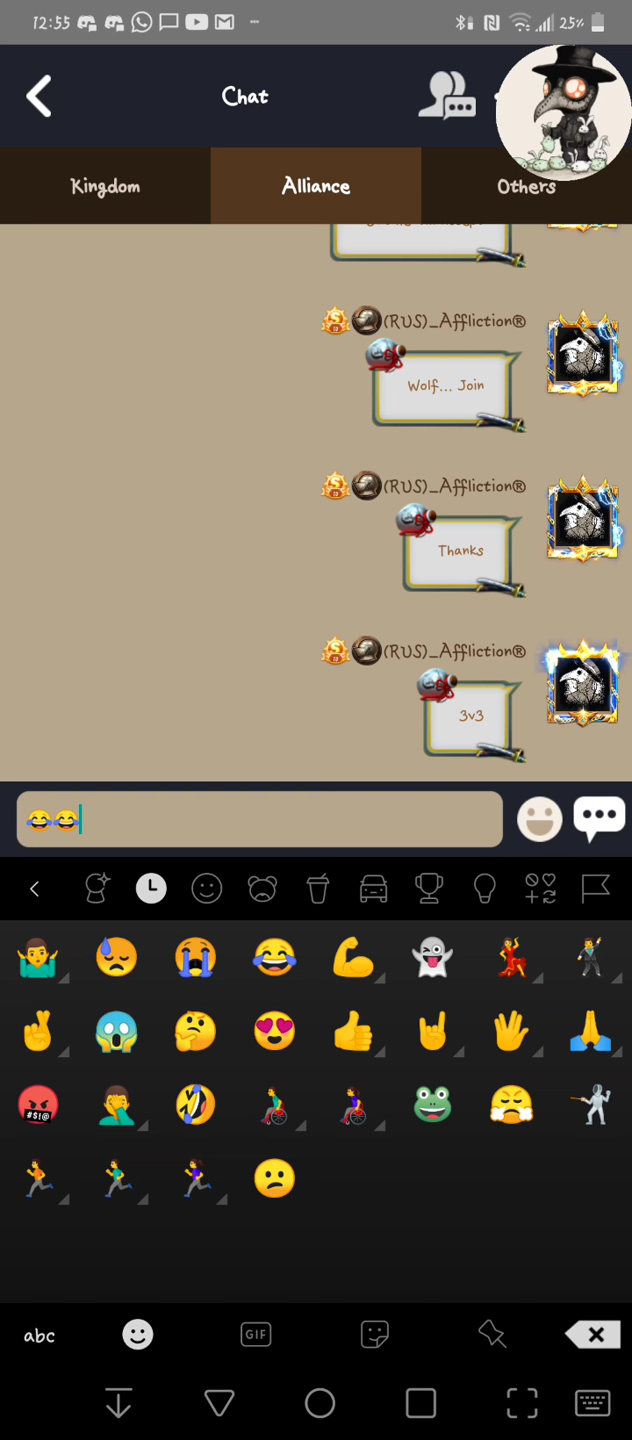 12:55
25%
Chat
Kingdom
Alliance
Others
(RUS)_Affliction®
Wolf... Join
(RUS)_Affliction®
Thanks
(RUS)_Affliction®
3v3
#$!@
abc
GIF